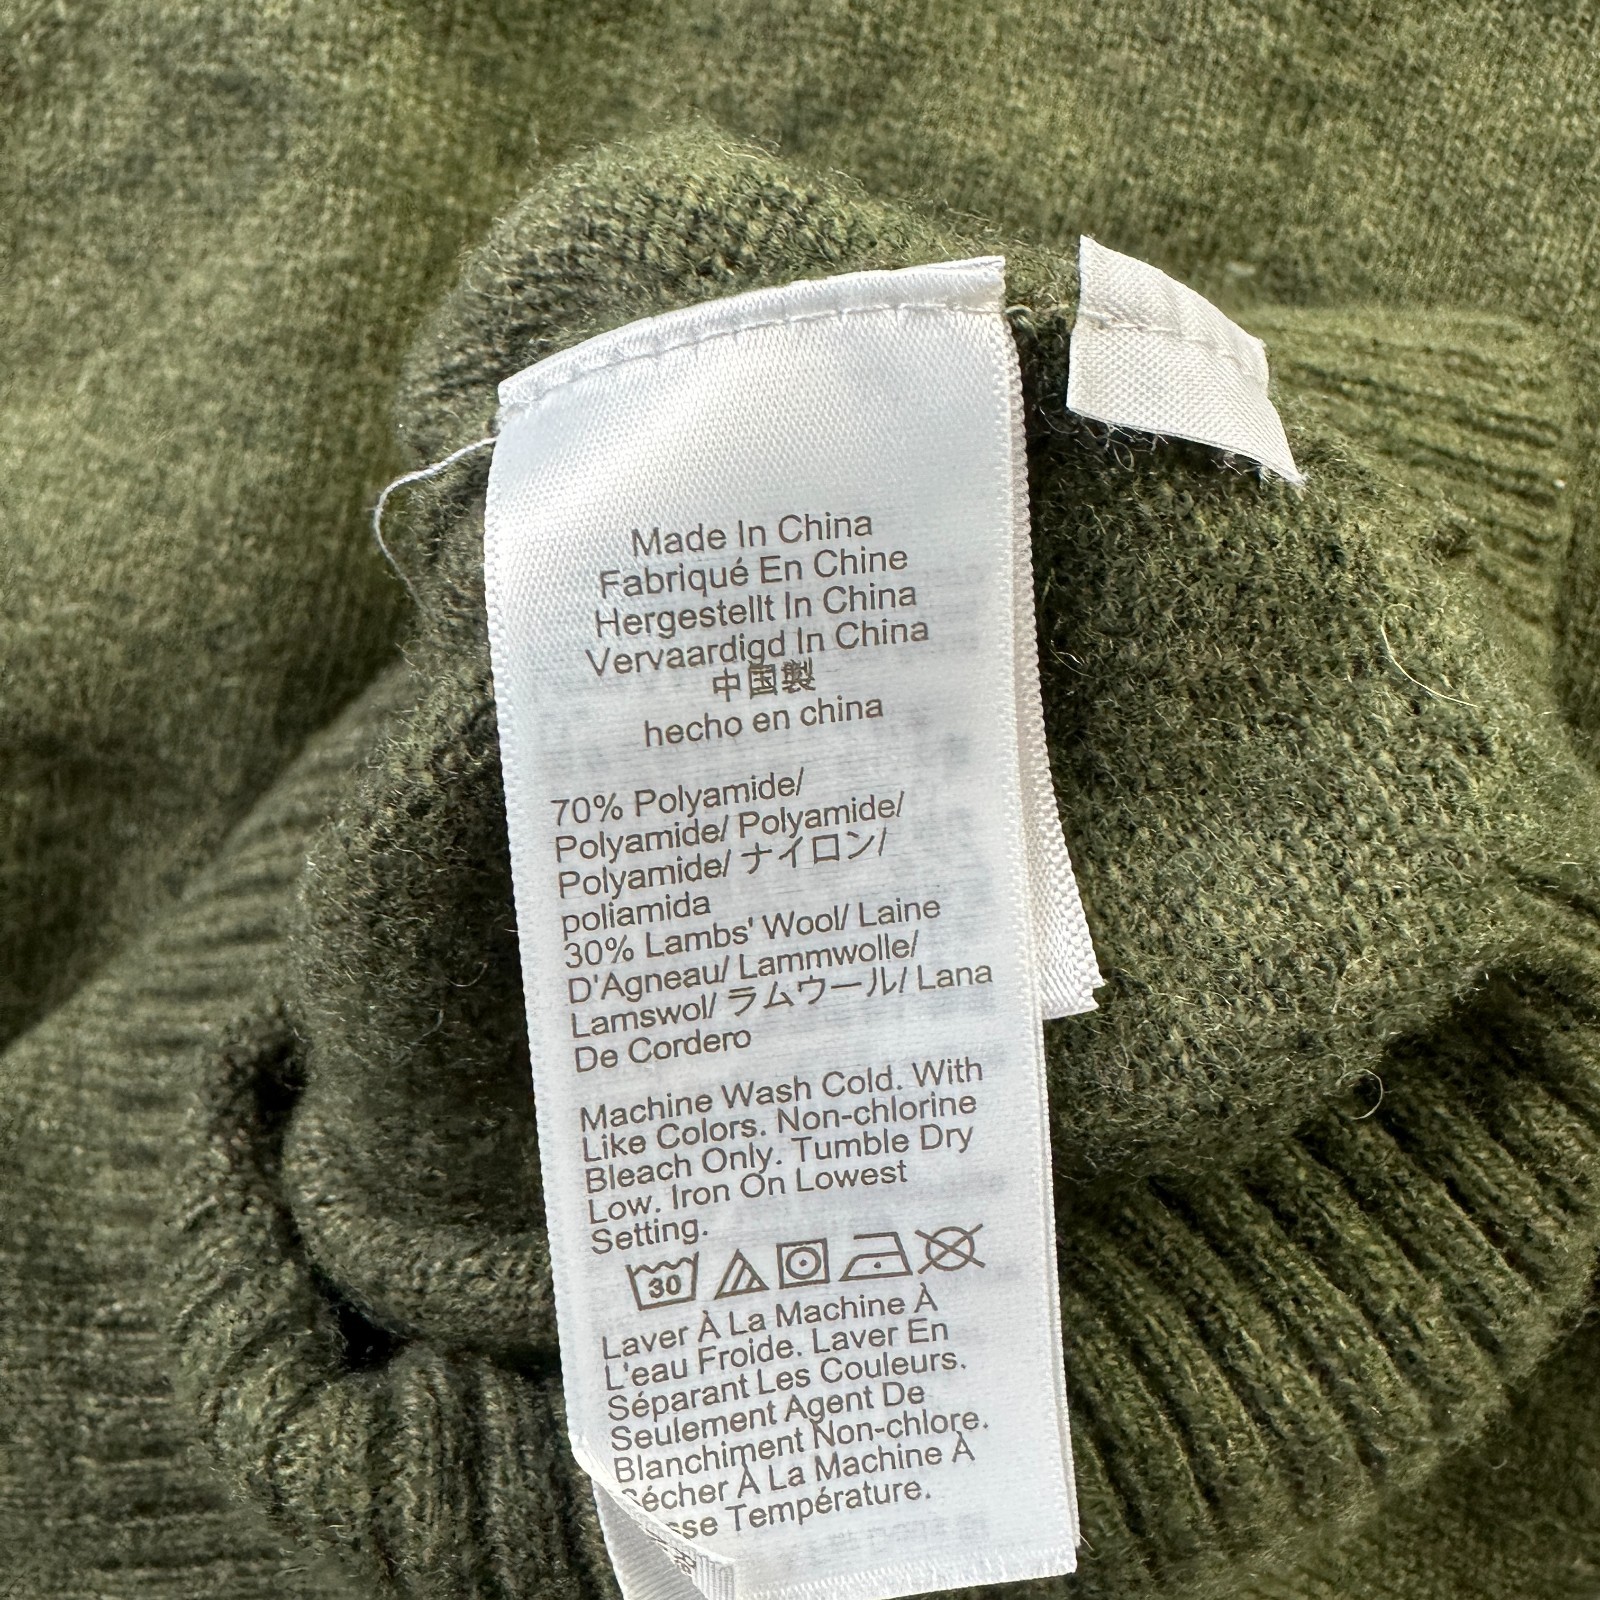 Made In China
Fabriqué En Chine
Hergestellt In China
Vervaardigd In China
中国製
hecho en china
70% Polyamide/
Polyamide/ Polyamide/
Polyamide/ ナイロン/
poliamida
30% Lambs' Wool/ Laine
D'Agneau/ Lammwolle/
Lamswol/ ラムウール/ Lana
De Cordero
Machine Wash Cold. With
Like Colors. Non-chlorine
Bleach Only. Tumble Dry
Low. Iron On Lowest
Setting.
30
Laver À La Machine À
L'eau Froide. Laver En
Séparant Les Couleurs.
Seulement Agent De
Blanchiment Non-chlore.
Sécher À La Machine À
sse Température.